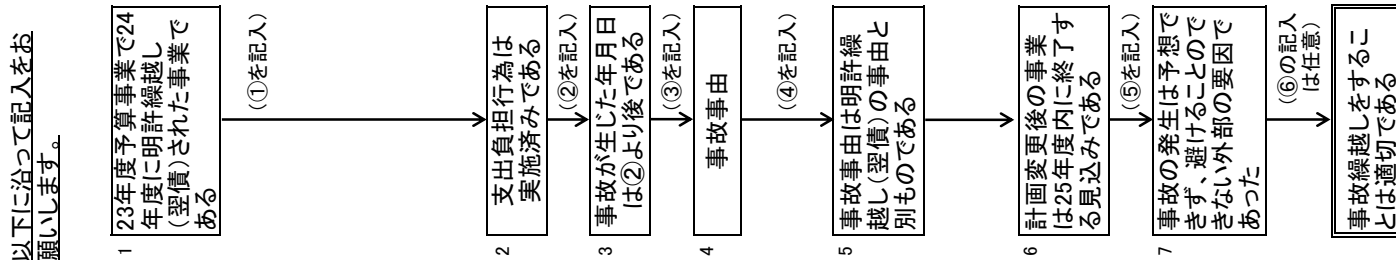 以下に沿って記入をお
願いします。
1
23年度予算事業で24
年度に明許繰越し
(翌債)された事業で
ある
(①を記入)
2
支出負担行為は
実施済みである
(②を記入)
3
事故が生じた年月日
は②より後である
(③を記入)
4
事故事由
(④を記入)
5
事故事由は明許繰
越し(翌債)の事由と
別ものである
6
計画変更後の事業
は25年度内に終了す
る見込みである
(⑤を記入)
7
事故の発生は予想で
きず、避けることので
きない外部の要因で
あった
(⑥の記入
は任意)
事故繰越しをするこ
とは適切である